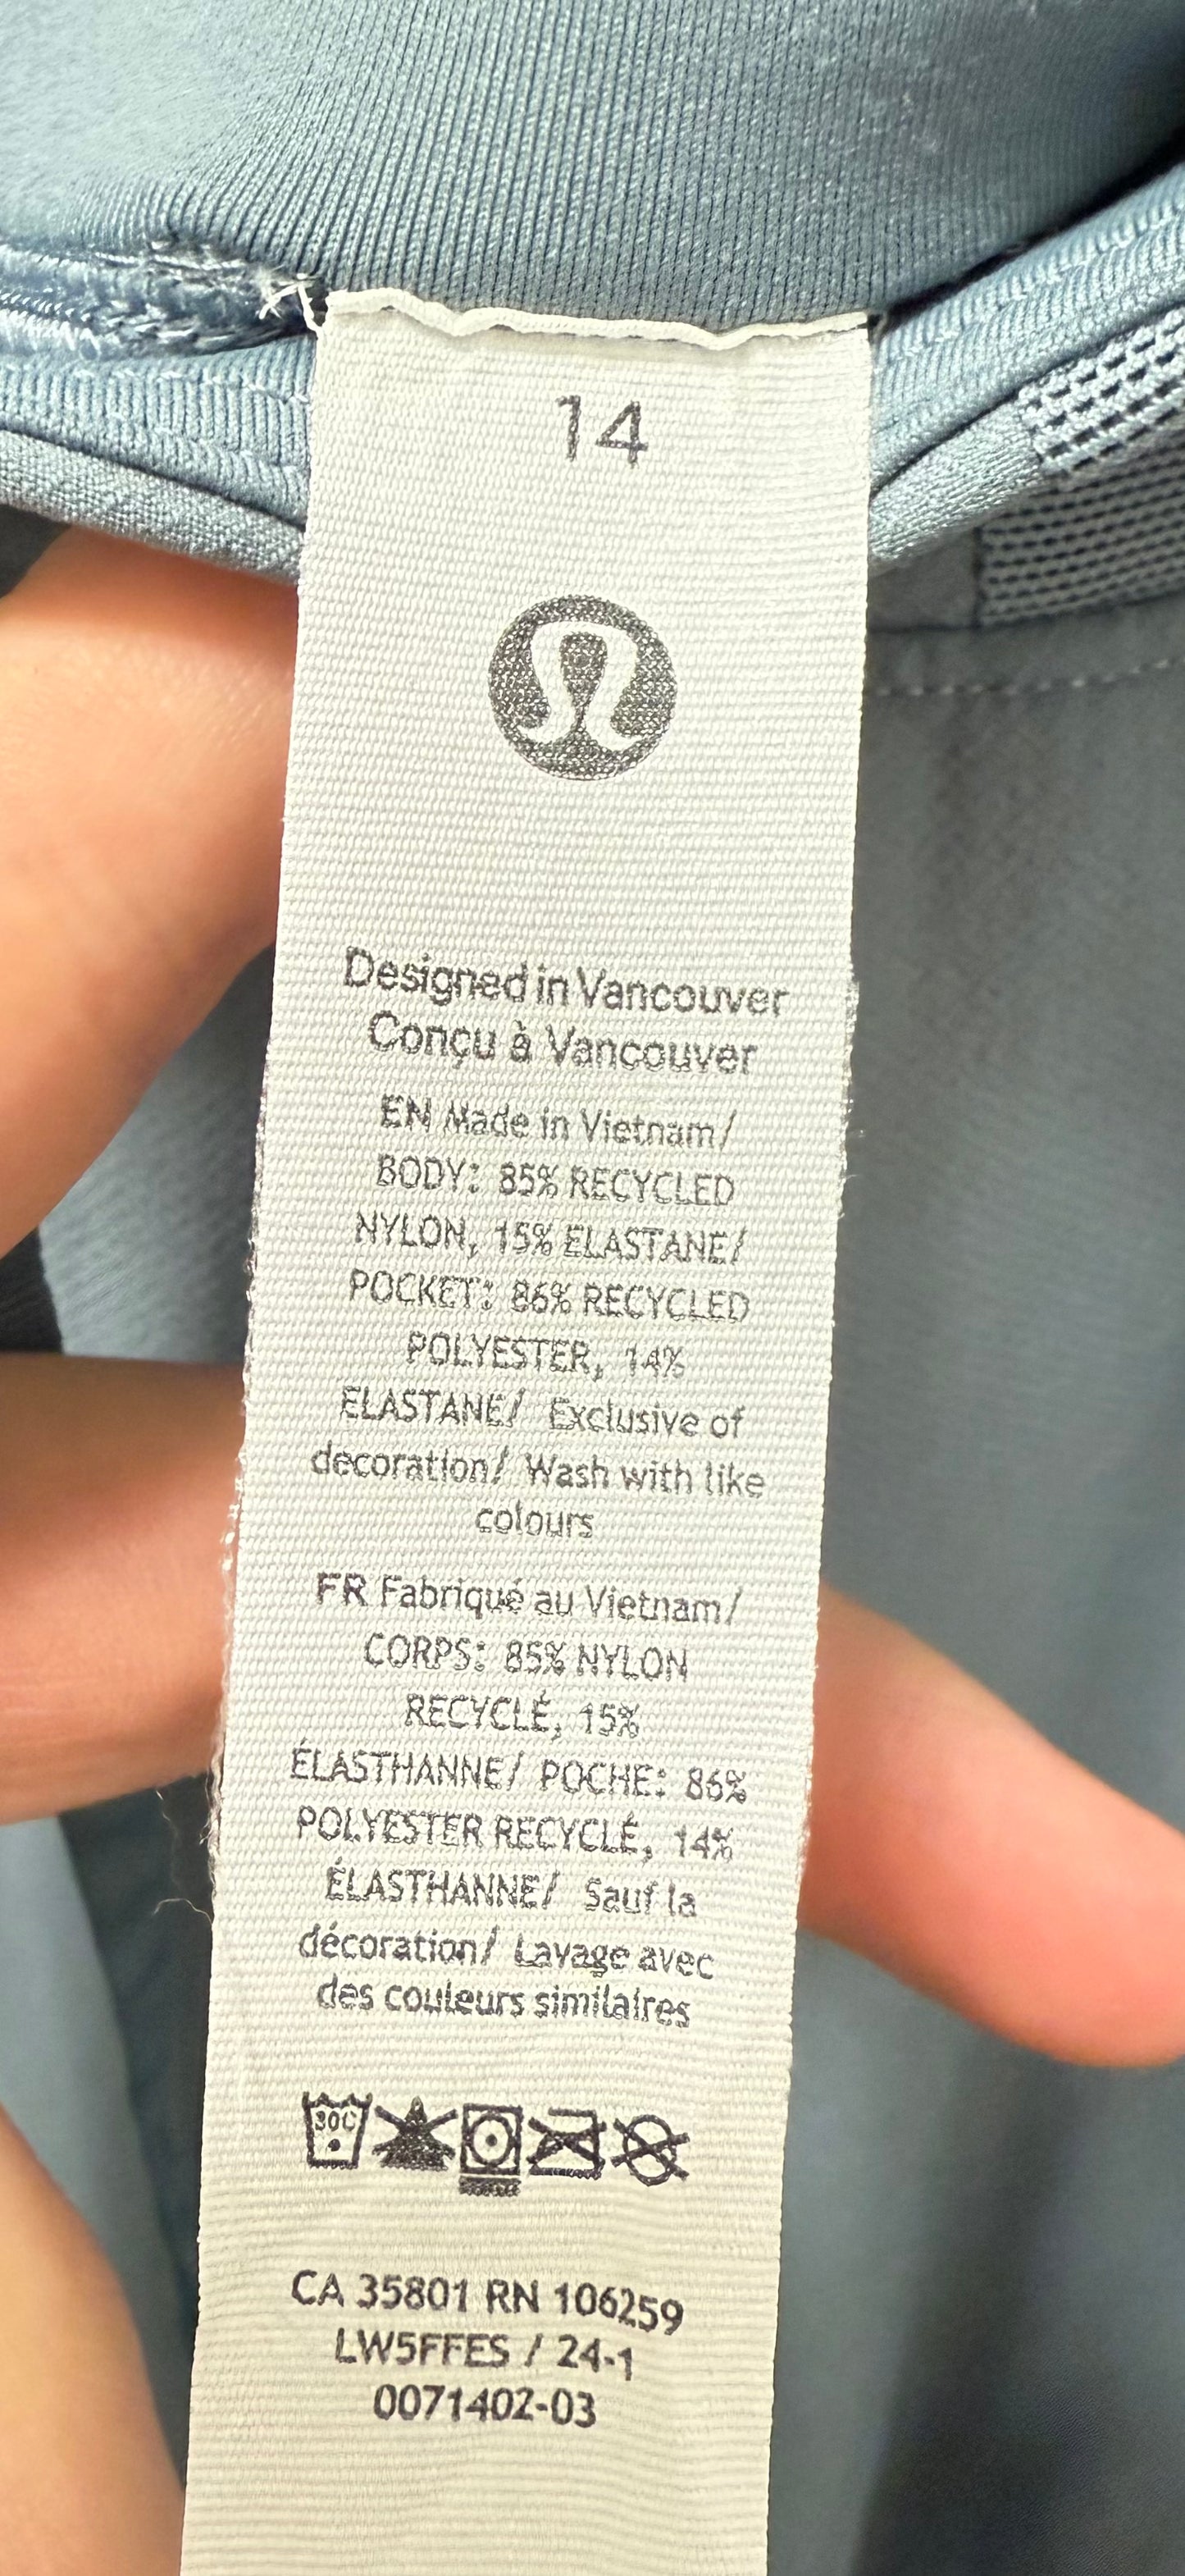 14
Designed in Vancouver
Conçu à Vancouver
EN Made in Vietnam/
BODY: 85% RECYCLED
NYLON, 15% ELASTANE/
POCKET: 86% RECYCLED
POLYESTER, 14%
ELASTANE/ Exclusive of
decoration/ Wash with like
colours
FR Fabriqué au Vietnam/
CORPS: 85% NYLON
RECYCLÉ, 15%
ÉLASTHANNE/ POCHE: 86%
POLYESTER RECYCLÉ, 14%
ÉLASTHANNE/ Sauf la
décoration/ Lavage avec
des couleurs similaires
30C
CA 35801 RN 106259
LW5FFES / 24-1
0071402-03